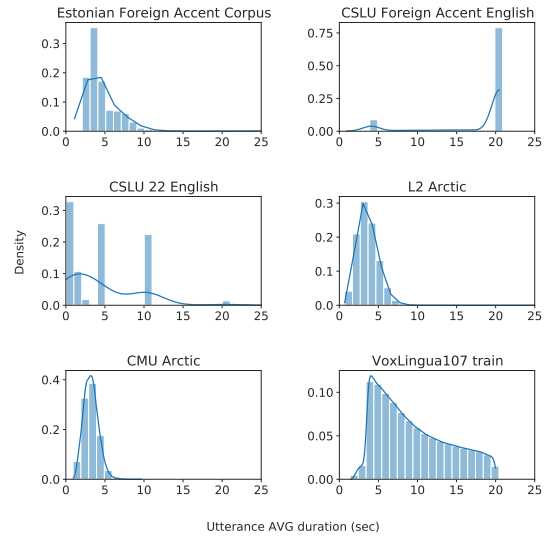 Estonian Foreign Accent Corpus
CSLU Foreign Accent English
0.3
0.2
0.1
0.0
0 5 10 15 20 25
0.75
0.50
0.25
0.00
0 5 10 15 20 25
CSLU 22 English
L2 Arctic
Density
0.3
0.2
0.1
0.0
0 5 10 15 20 25
0.3
0.2
0.1
0.0
0 5 10 15 20 25
CMU Arctic
VoxLingua107 train
0.4
0.2
0.0
0 5 10 15 20 25
0.10
0.05
0.00
0 5 10 15 20 25
Utterance AVG duration (sec)